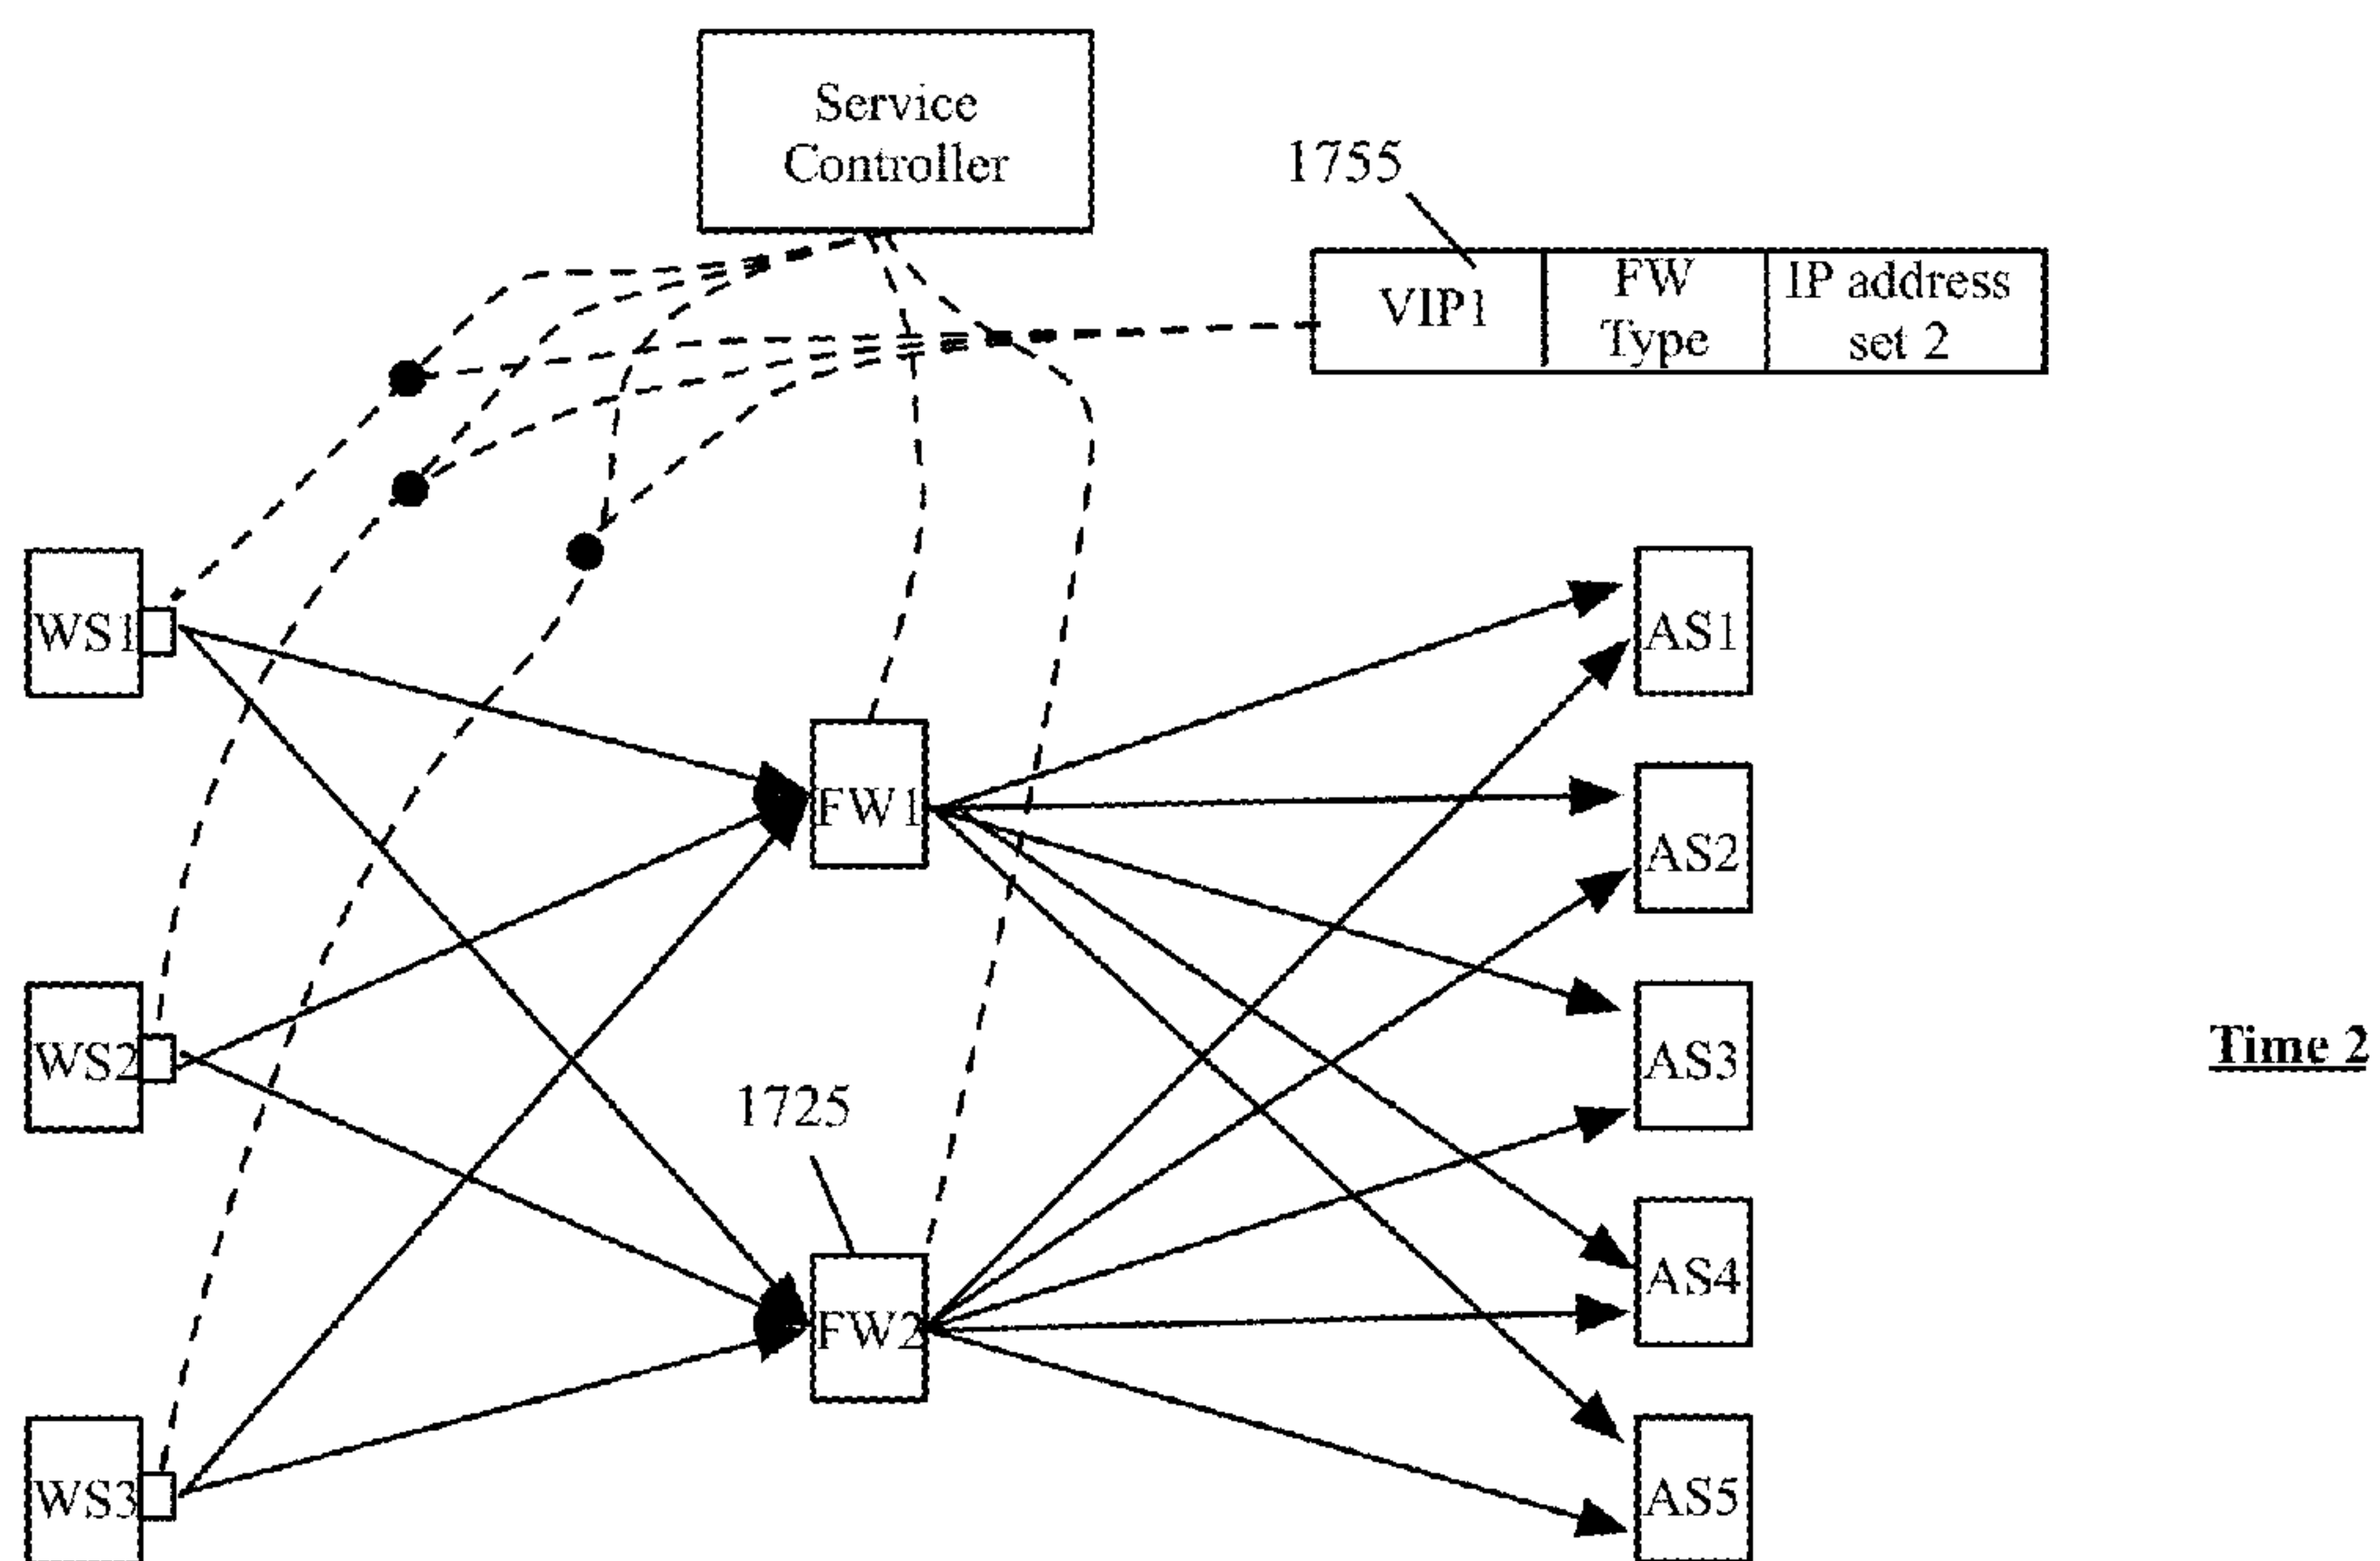 Service
Controller
1755
VIP1
FW
Type
IP address
set 2
WS1
AS1
FW1
AS2
WS2
AS3
Time 2
1725
AS4
FW2
WS3
AS5